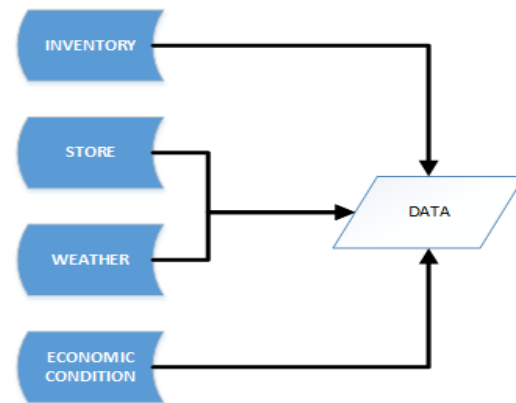 INVENTORY
STORE
DATA
WEATHER
ECONOMIC
CONDITION